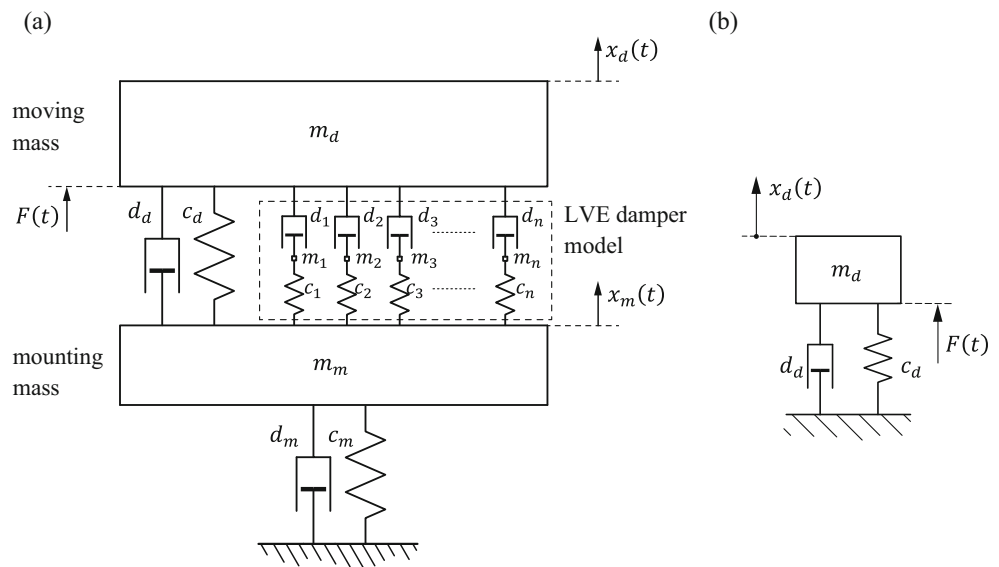 (a)
(b)
x_d(t)
moving
mass
m_d
F(t)
d_d c_d d_1 d_2 d_3 ........ d_n
LVE damper
model
m_1 m_2 m_3 m_n
c_1 c_2 c_3 ........ c_n
x_m(t)
mounting
mass
m_m
d_m c_m
x_d(t)
m_d
F(t)
d_d c_d